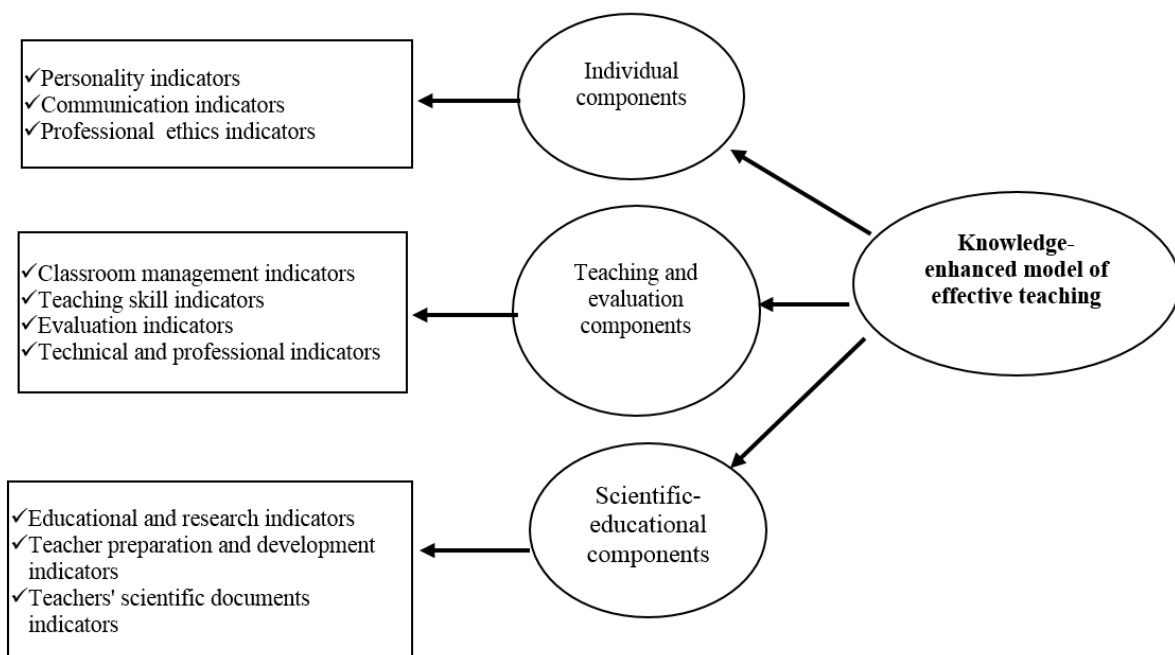 ✓Personality indicators
✓Communication indicators
✓Professional ethics indicators
Individual
components
Knowledge-
enhanced model of
effective teaching
✓Classroom management indicators
✓Teaching skill indicators
✓Evaluation indicators
✓Technical and professional indicators
Teaching and
evaluation
components
✓Educational and research indicators
✓Teacher preparation and development
indicators
✓Teachers' scientific documents
indicators
Scientific-
educational
components